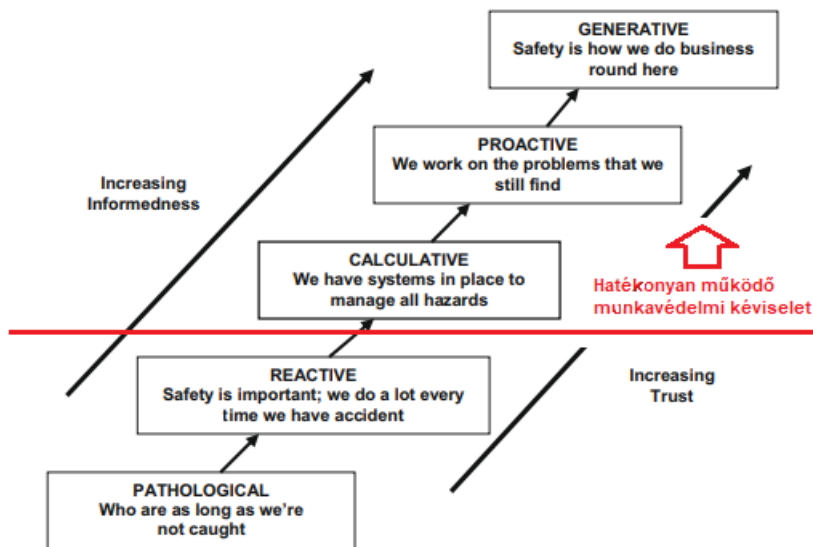 GENERATIVE
Safety is how we do business
round here
PROACTIVE
We work on the problems that we
still find
Increasing
Informedness
CALCULATIVE
We have systems in place to
manage all hazards
Hatékonyan működő
munkavédelmi kéviselet
REACTIVE
Safety is important; we do a lot every
time we have accident
Increasing
Trust
PATHOLOGICAL
Who are as long as we're
not caught